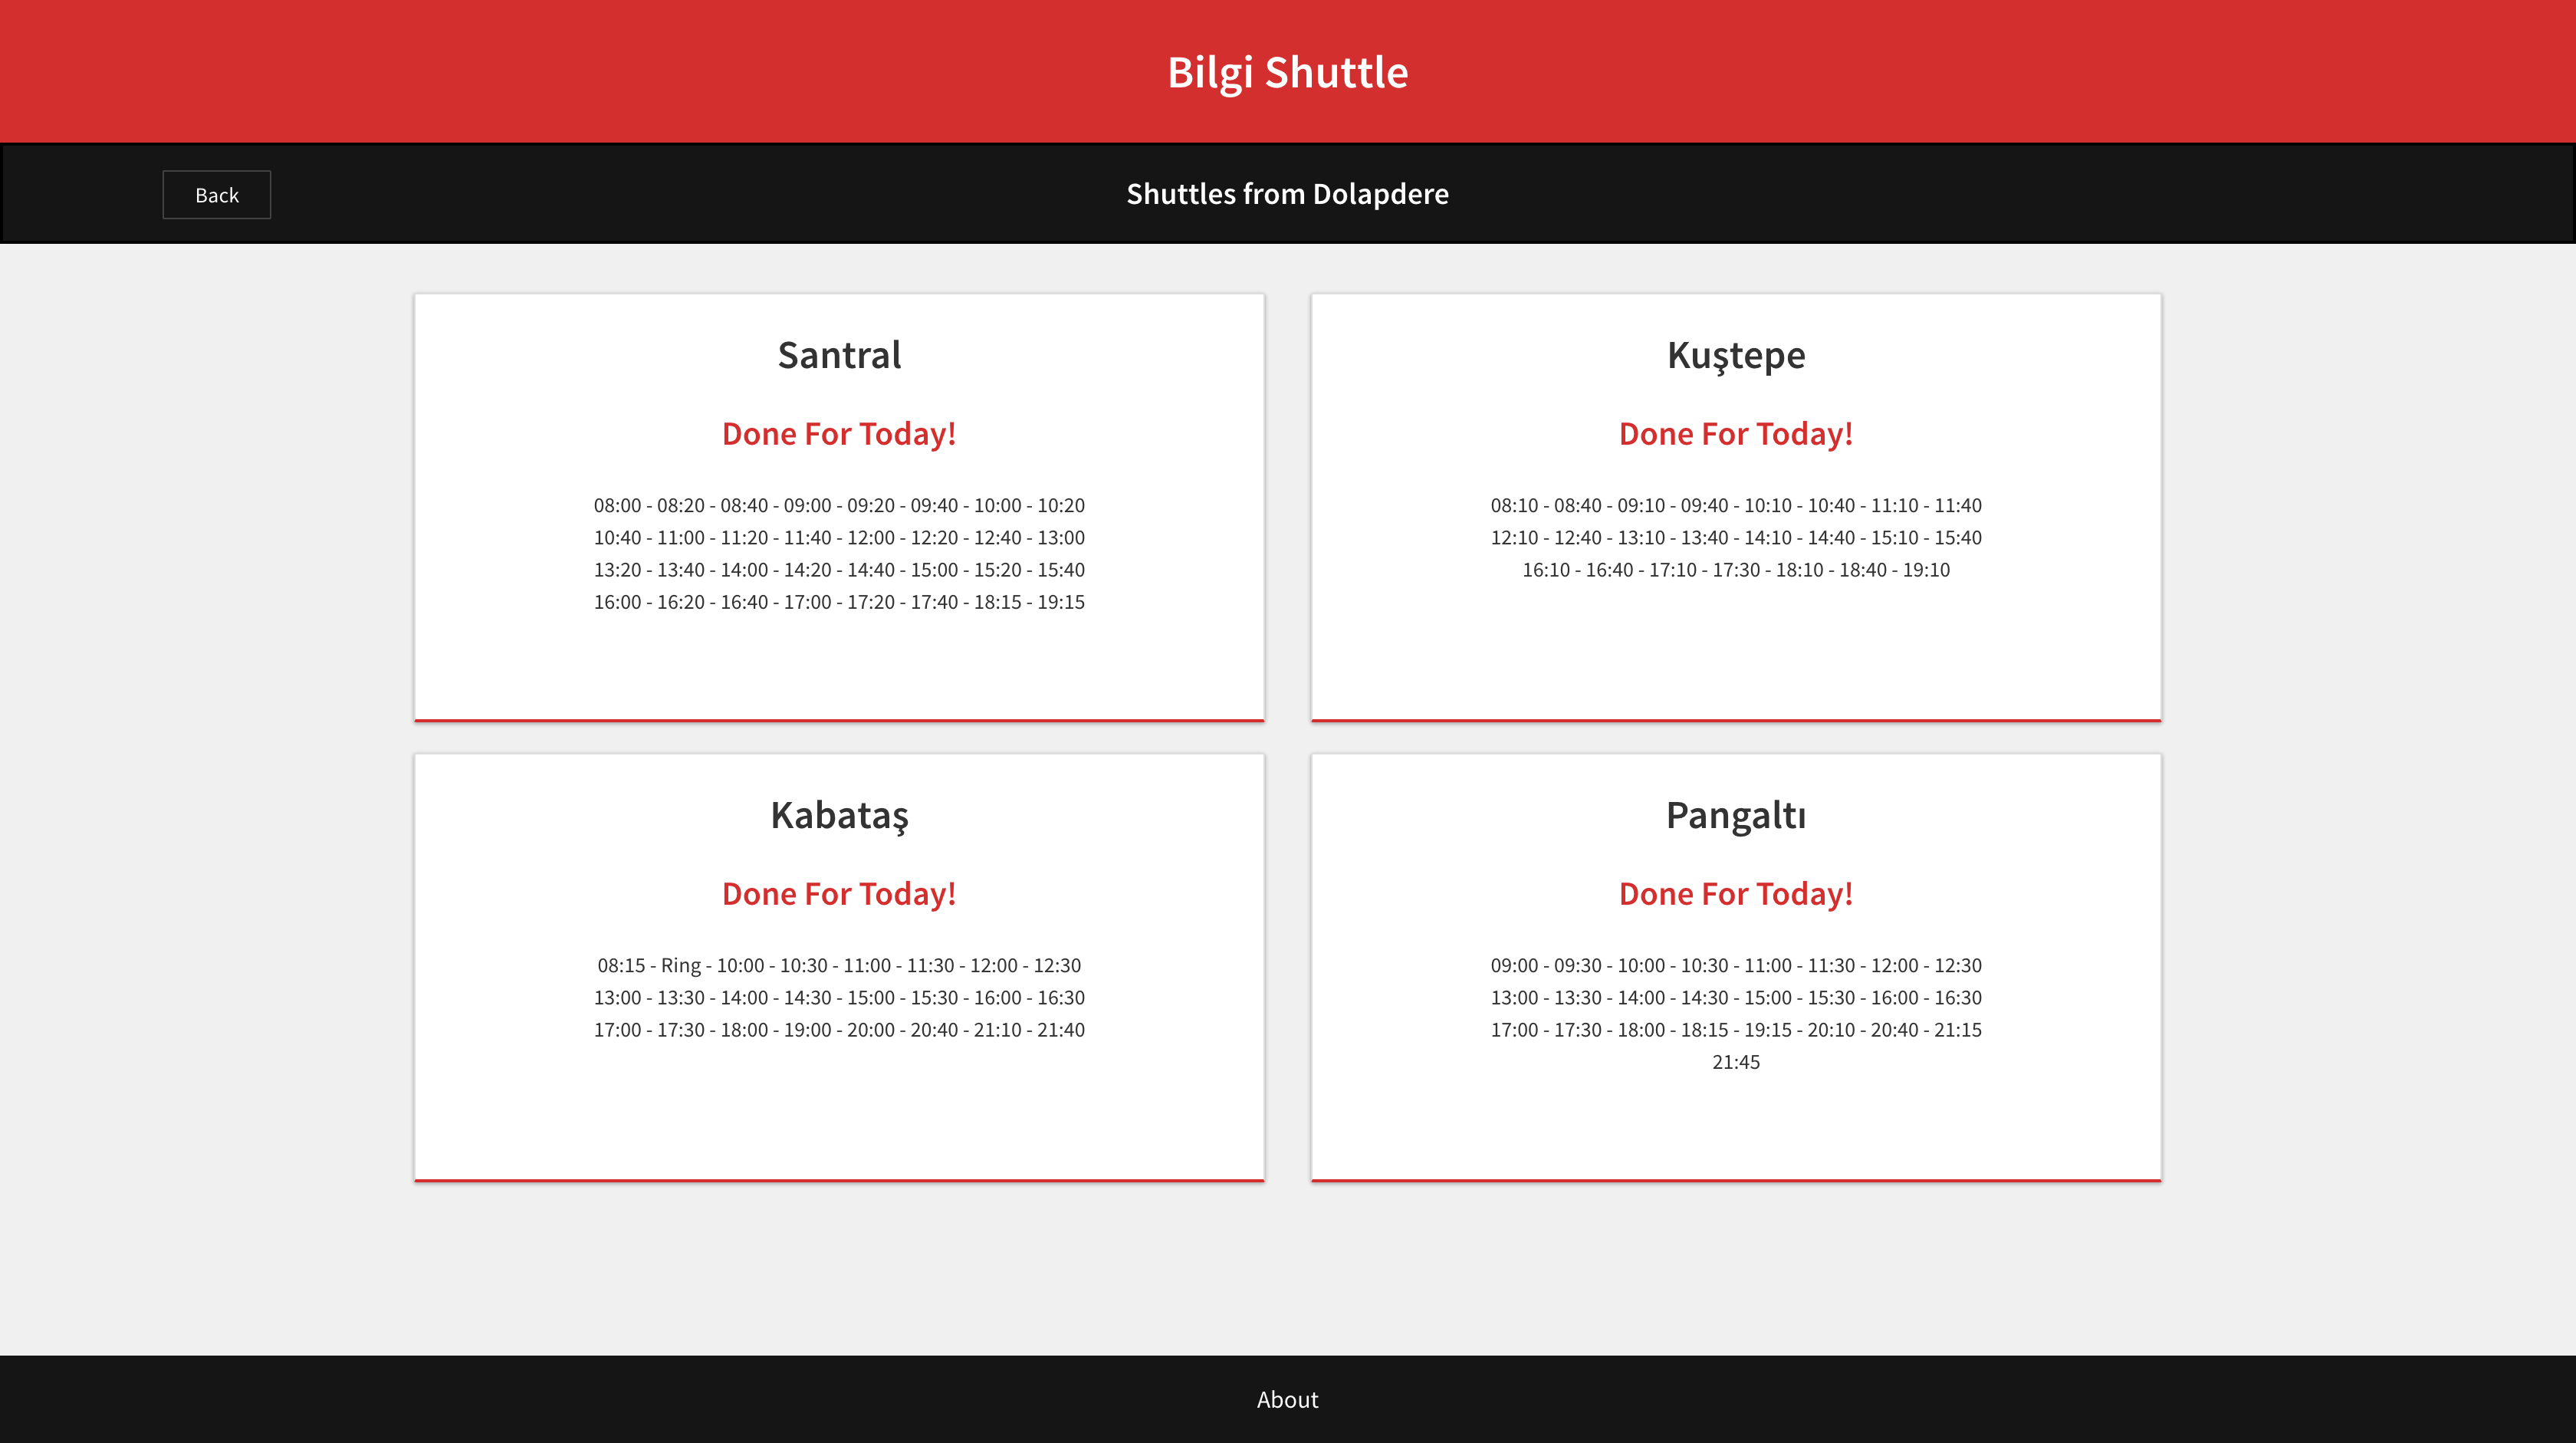 Bilgi Shuttle
Back
Shuttles from Dolapdere
Santral
Done For Today!
08:00 - 08:20 - 08:40 - 09:00 - 09:20 - 09:40 - 10:00 - 10:20
10:40 - 11:00 - 11:20 - 11:40 - 12:00 - 12:20 - 12:40 - 13:00
13:20 - 13:40 - 14:00 - 14:20 - 14:40 - 15:00 - 15:20 - 15:40
16:00 - 16:20 - 16:40 - 17:00 - 17:20 - 17:40 - 18:15 - 19:15
Kuştepe
Done For Today!
08:10 - 08:40 - 09:10 - 09:40 - 10:10 - 10:40 - 11:10 - 11:40
12:10 - 12:40 - 13:10 - 13:40 - 14:10 - 14:40 - 15:10 - 15:40
16:10 - 16:40 - 17:10 - 17:30 - 18:10 - 18:40 - 19:10
Kabataş
Done For Today!
08:15 - Ring - 10:00 - 10:30 - 11:00 - 11:30 - 12:00 - 12:30
13:00 - 13:30 - 14:00 - 14:30 - 15:00 - 15:30 - 16:00 - 16:30
17:00 - 17:30 - 18:00 - 19:00 - 20:00 - 20:40 - 21:10 - 21:40
Pangaltı
Done For Today!
09:00 - 09:30 - 10:00 - 10:30 - 11:00 - 11:30 - 12:00 - 12:30
13:00 - 13:30 - 14:00 - 14:30 - 15:00 - 15:30 - 16:00 - 16:30
17:00 - 17:30 - 18:00 - 18:15 - 19:15 - 20:10 - 20:40 - 21:15
21:45
About